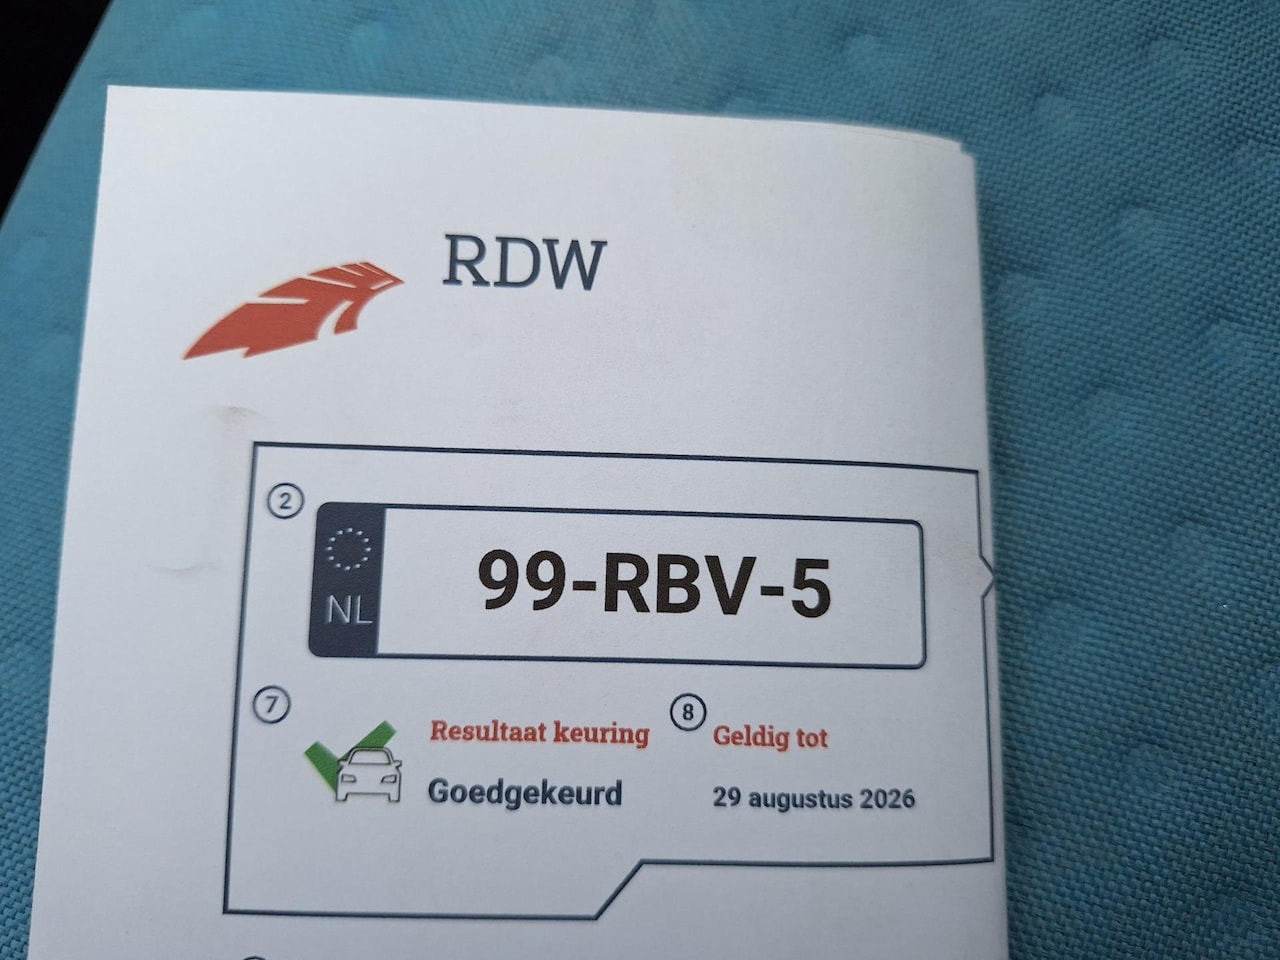 RDW
2
NL
99-RBV-5
7
Resultaat keuring
8
Geldig tot
Goedgekeurd
29 augustus 2026